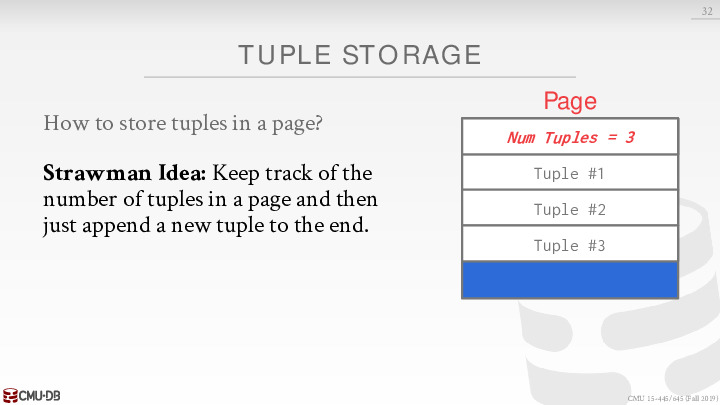 32
TUPLE STORAGE
How to store tuples in a page?
Strawman Idea: Keep track of the
number of tuples in a page and then
just append a new tuple to the end.
Page
Num Tuples = 3
Tuple #1
Tuple #2
Tuple #3
CMU·DB
CMU 15-445/645 (Fall 2019)